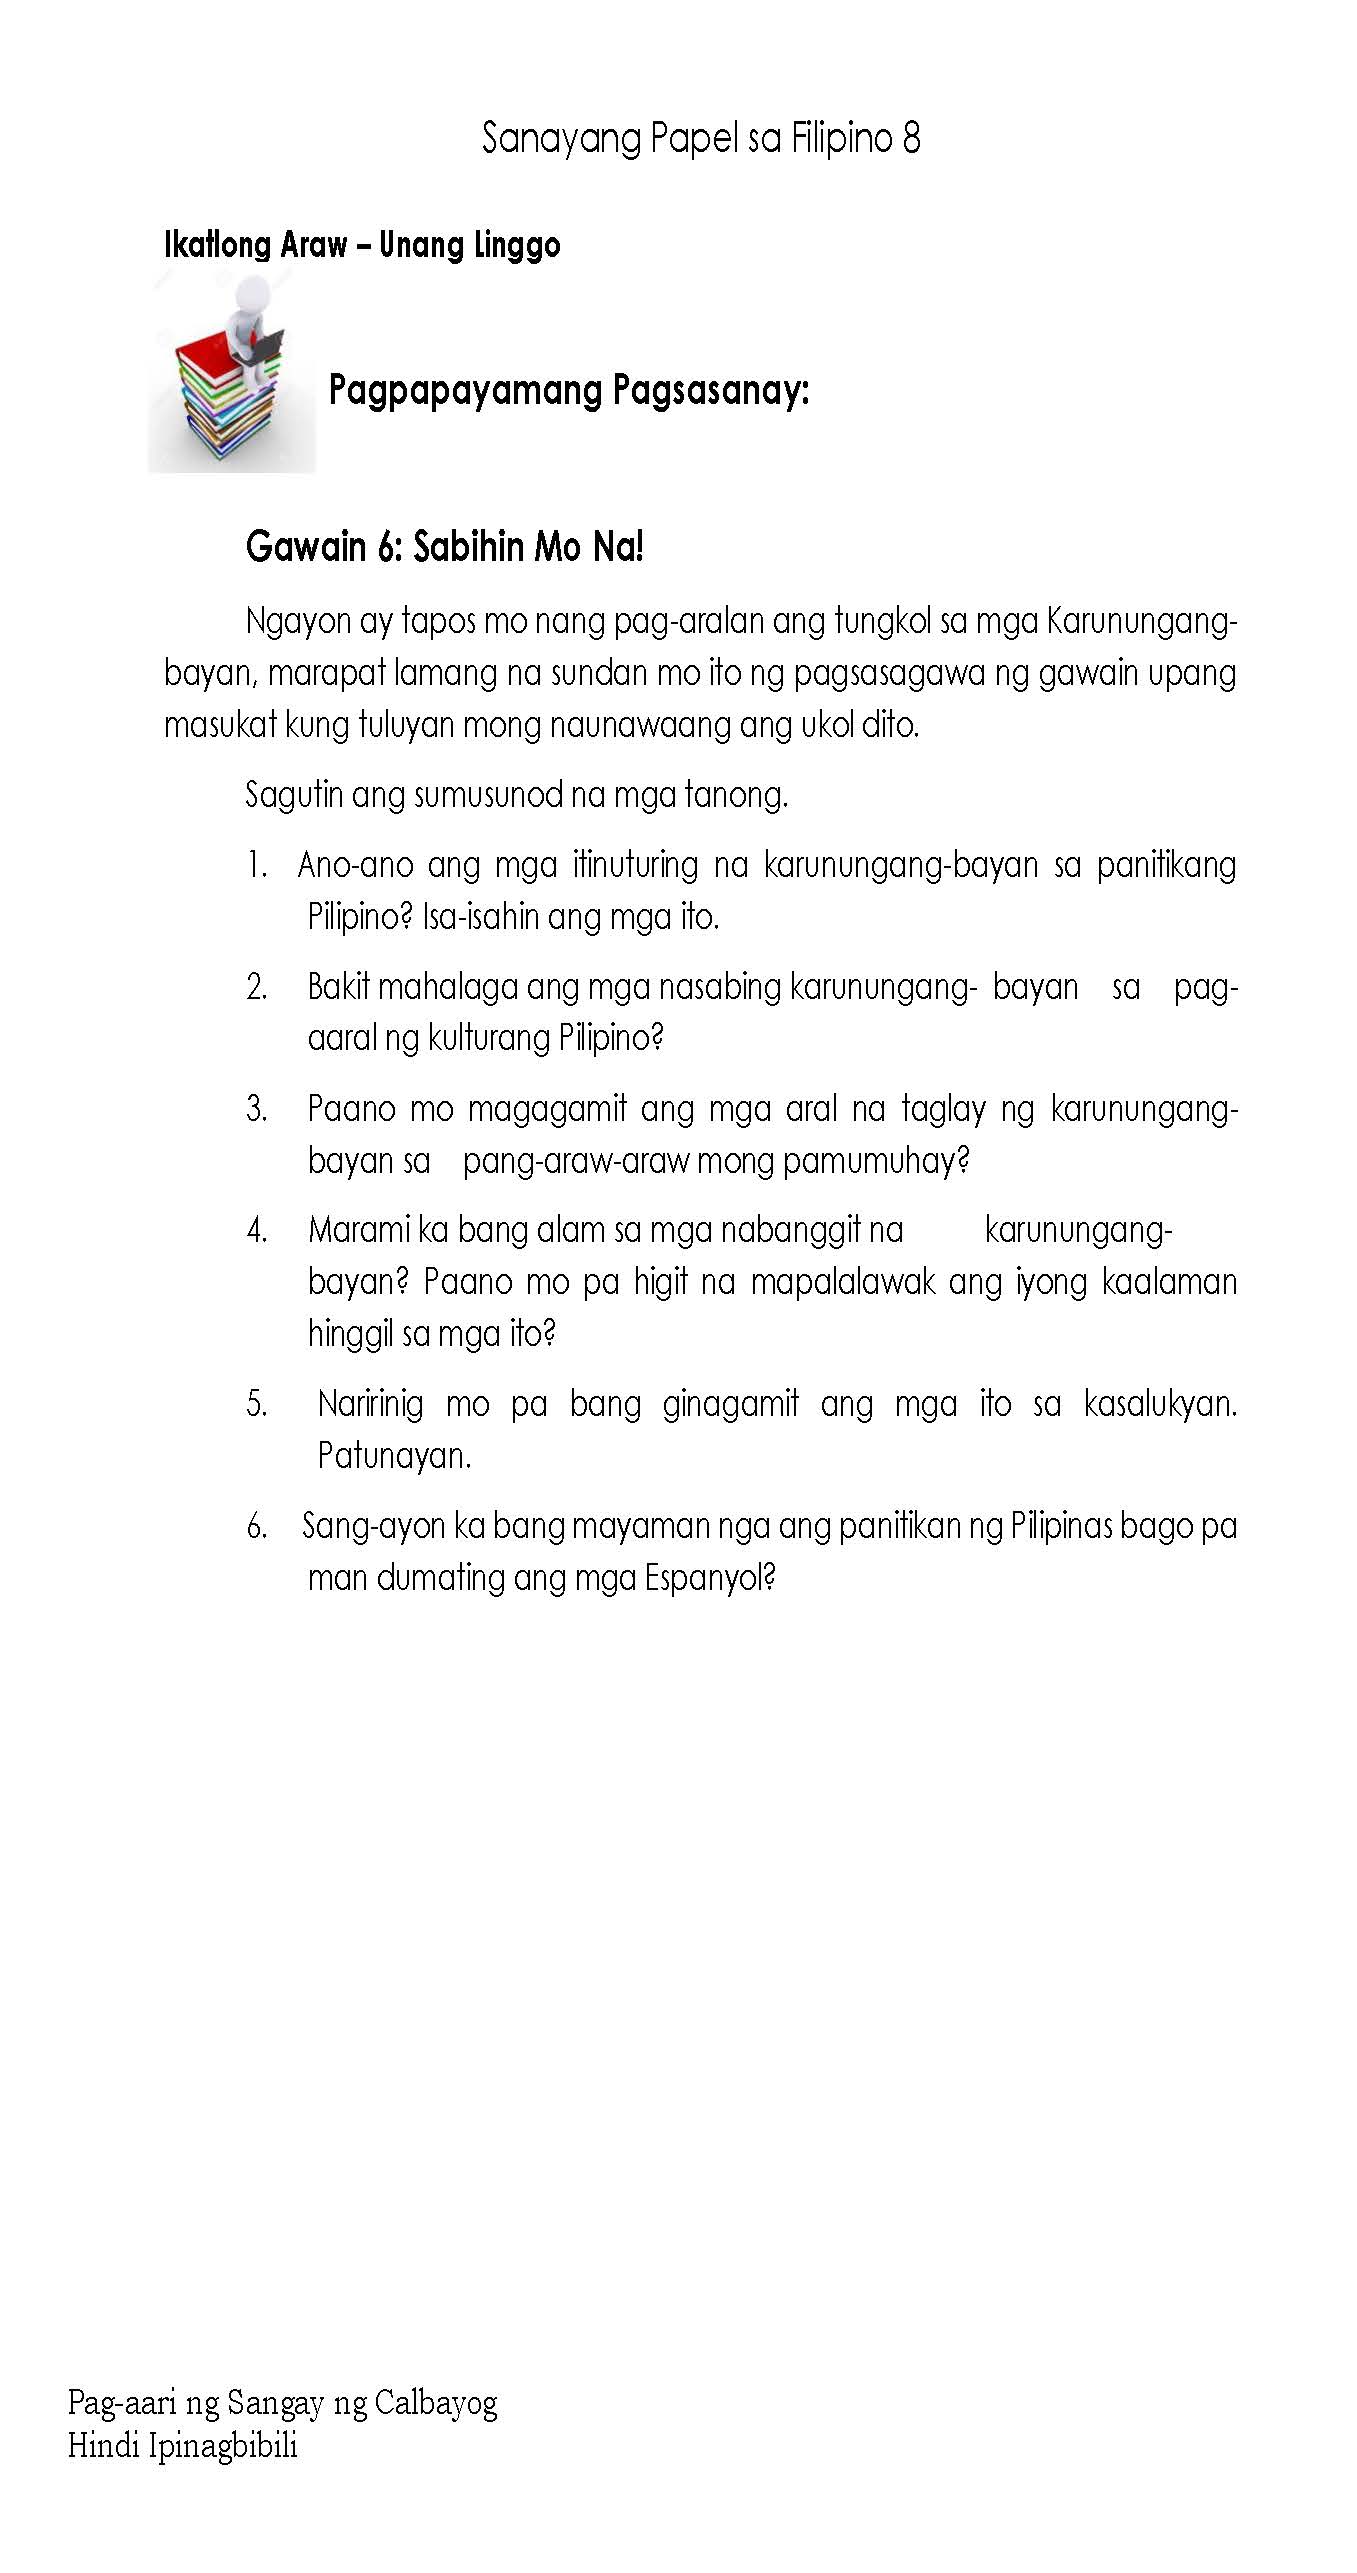 Sanayang Papel sa Filipino 8
Ikatlong Araw – Unang Linggo
Pagpapayamang Pagsasanay:
Gawain 6: Sabihin Mo Na!
Ngayon ay tapos mo nang pag-aralan ang tungkol sa mga Karunungang-
bayan, marapat lamang na sundan mo ito ng pagsasagawa ng gawain upang
masukat kung tuluyan mong naunawaang ang ukol dito.
Sagutin ang sumusunod na mga tanong.
1. Ano-ano ang mga itinuturing na karunungang-bayan sa panitikang
Pilipino? Isa-isahin ang mga ito.
2. Bakit mahalaga ang mga nasabing karunungang- bayan sa pag-
aaral ng kulturang Pilipino?
3. Paano mo magagamit ang mga aral na taglay ng karunungang-
bayan sa pang-araw-araw mong pamumuhay?
4. Marami ka bang alam sa mga nabanggit na karunungang-
bayan? Paano mo pa higit na mapalalawak ang iyong kaalaman
hinggil sa mga ito?
5. Naririnig mo pa bang ginagamit ang mga ito sa kasalukyan.
Patunayan.
6. Sang-ayon ka bang mayaman nga ang panitikan ng Pilipinas bago pa
man dumating ang mga Espanyol?
Pag-aari ng Sangay ng Calbayog
Hindi Ipinagbibili